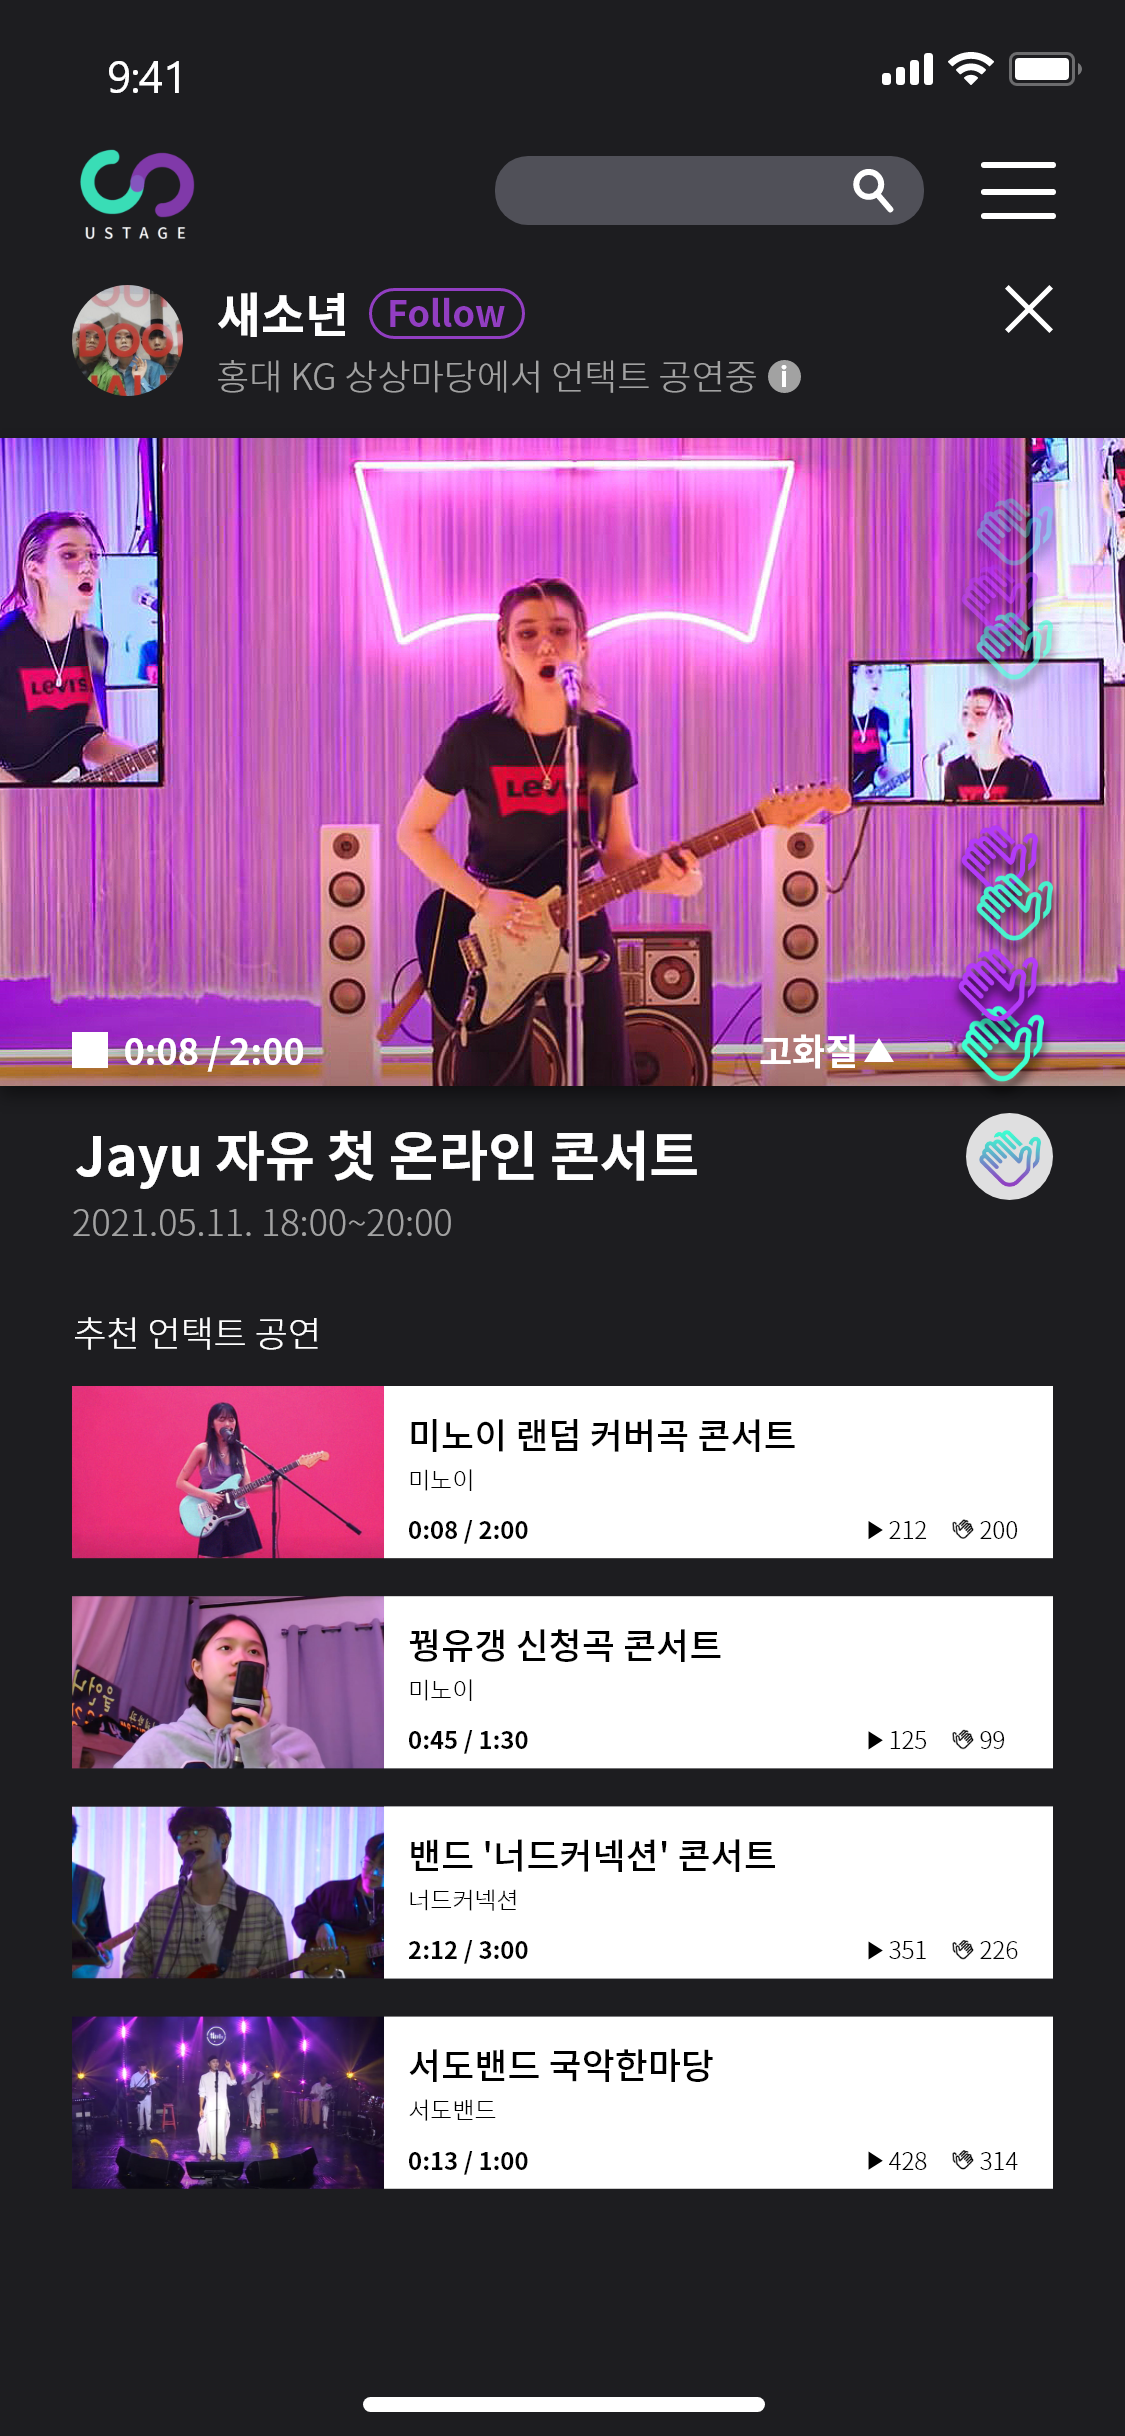 9:41
USTAGE
새소년 Follow
홍대 KG 상상마당에서 언택트 공연중 i
OUT
DOOR
Levi's
Levi's
0:08 / 2:00
고화질▲
Jayu 자유 첫 온라인 콘서트
2021.05.11. 18:00~20:00
추천 언택트 공연
미노이 랜덤 커버곡 콘서트
미노이
0:08 / 2:00
212 200
꿩유갱 신청곡 콘서트
미노이
0:45 / 1:30
125 99
밴드 '너드커넥션' 콘서트
너드커넥션
2:12 / 3:00
351 226
서도밴드 국악한마당
서도밴드
0:13 / 1:00
428 314